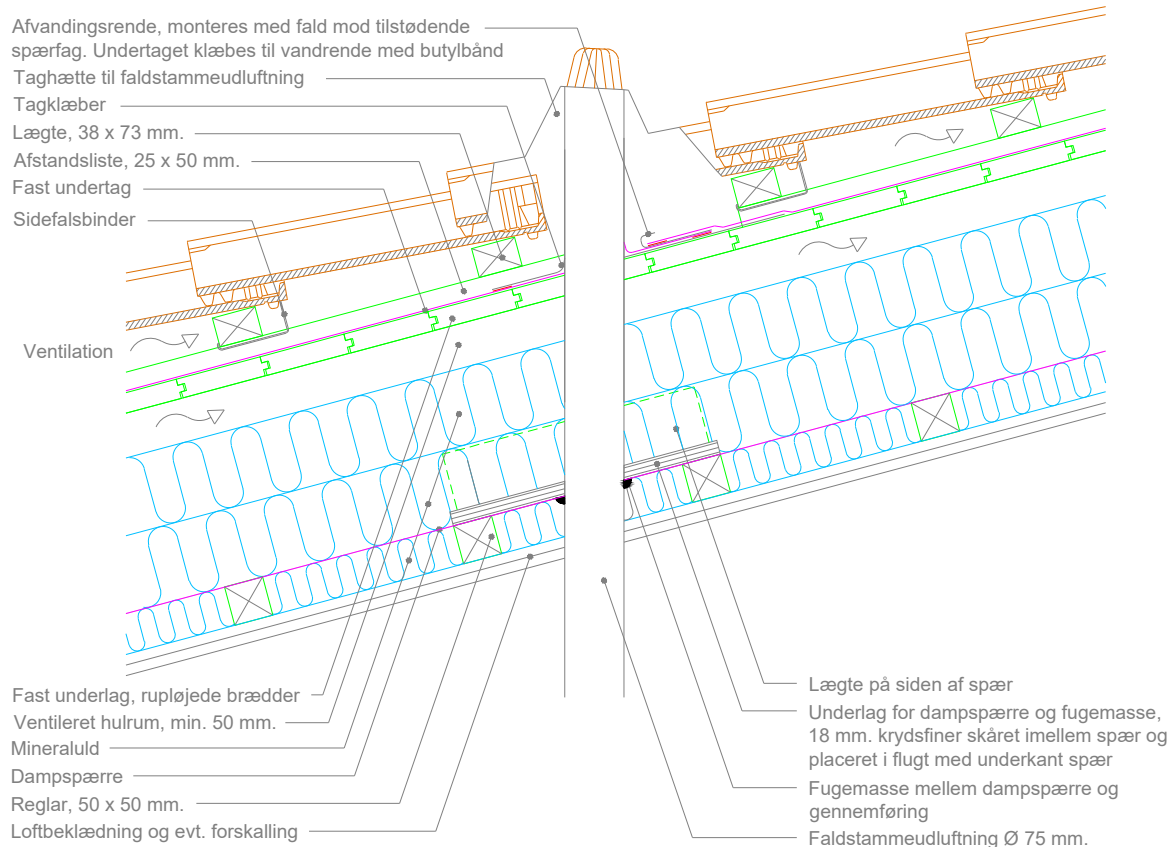 Afvandingsrende, monteres med fald mod tilstødende
spærfag. Undertaget klæbes til vandrende med butylbånd
Taghætte til faldstammeudluftning
Tagklæber
Lægte, 38 x 73 mm.
Afstandsliste, 25 x 50 mm.
Fast undertag
Sidefalsbinder
Ventilation
Fast underlag, rupløjede brædder
Ventileret hulrum, min. 50 mm.
Mineraluld
Dampspærre
Reglar, 50 x 50 mm.
Loftbeklædning og evt. forskalling
Lægte på siden af spær
Underlag for dampspærre og fugemasse,
18 mm. krydsfiner skåret imellem spær og
placeret i flugt med underkant spær
Fugemasse mellem dampspærre og
gennemføring
Faldstammeudluftning Ø 75 mm.